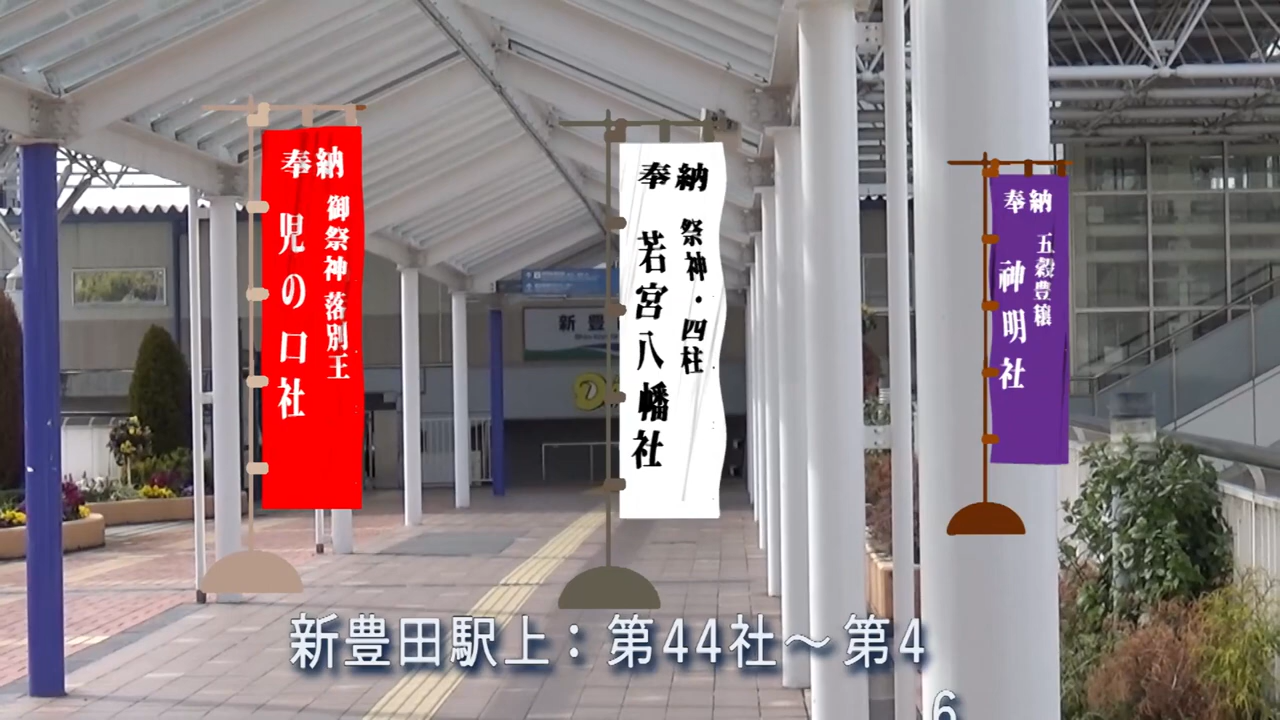 奉納
御祭神 落別王
児の口社
奉納
祭神・四柱
若宮八幡社
奉納
五穀豊穣
神明社
新豊
新豊田駅上：第44社～第4
6